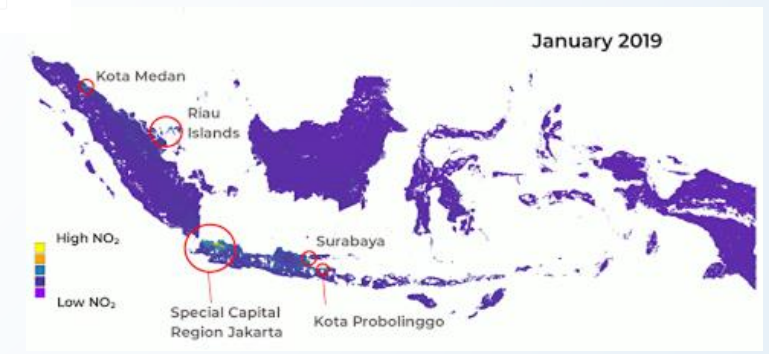 January 2019
Kota Medan
Riau
Islands
High NO₂
Low NO₂
Surabaya
Special Capital
Region Jakarta
Kota Probolinggo